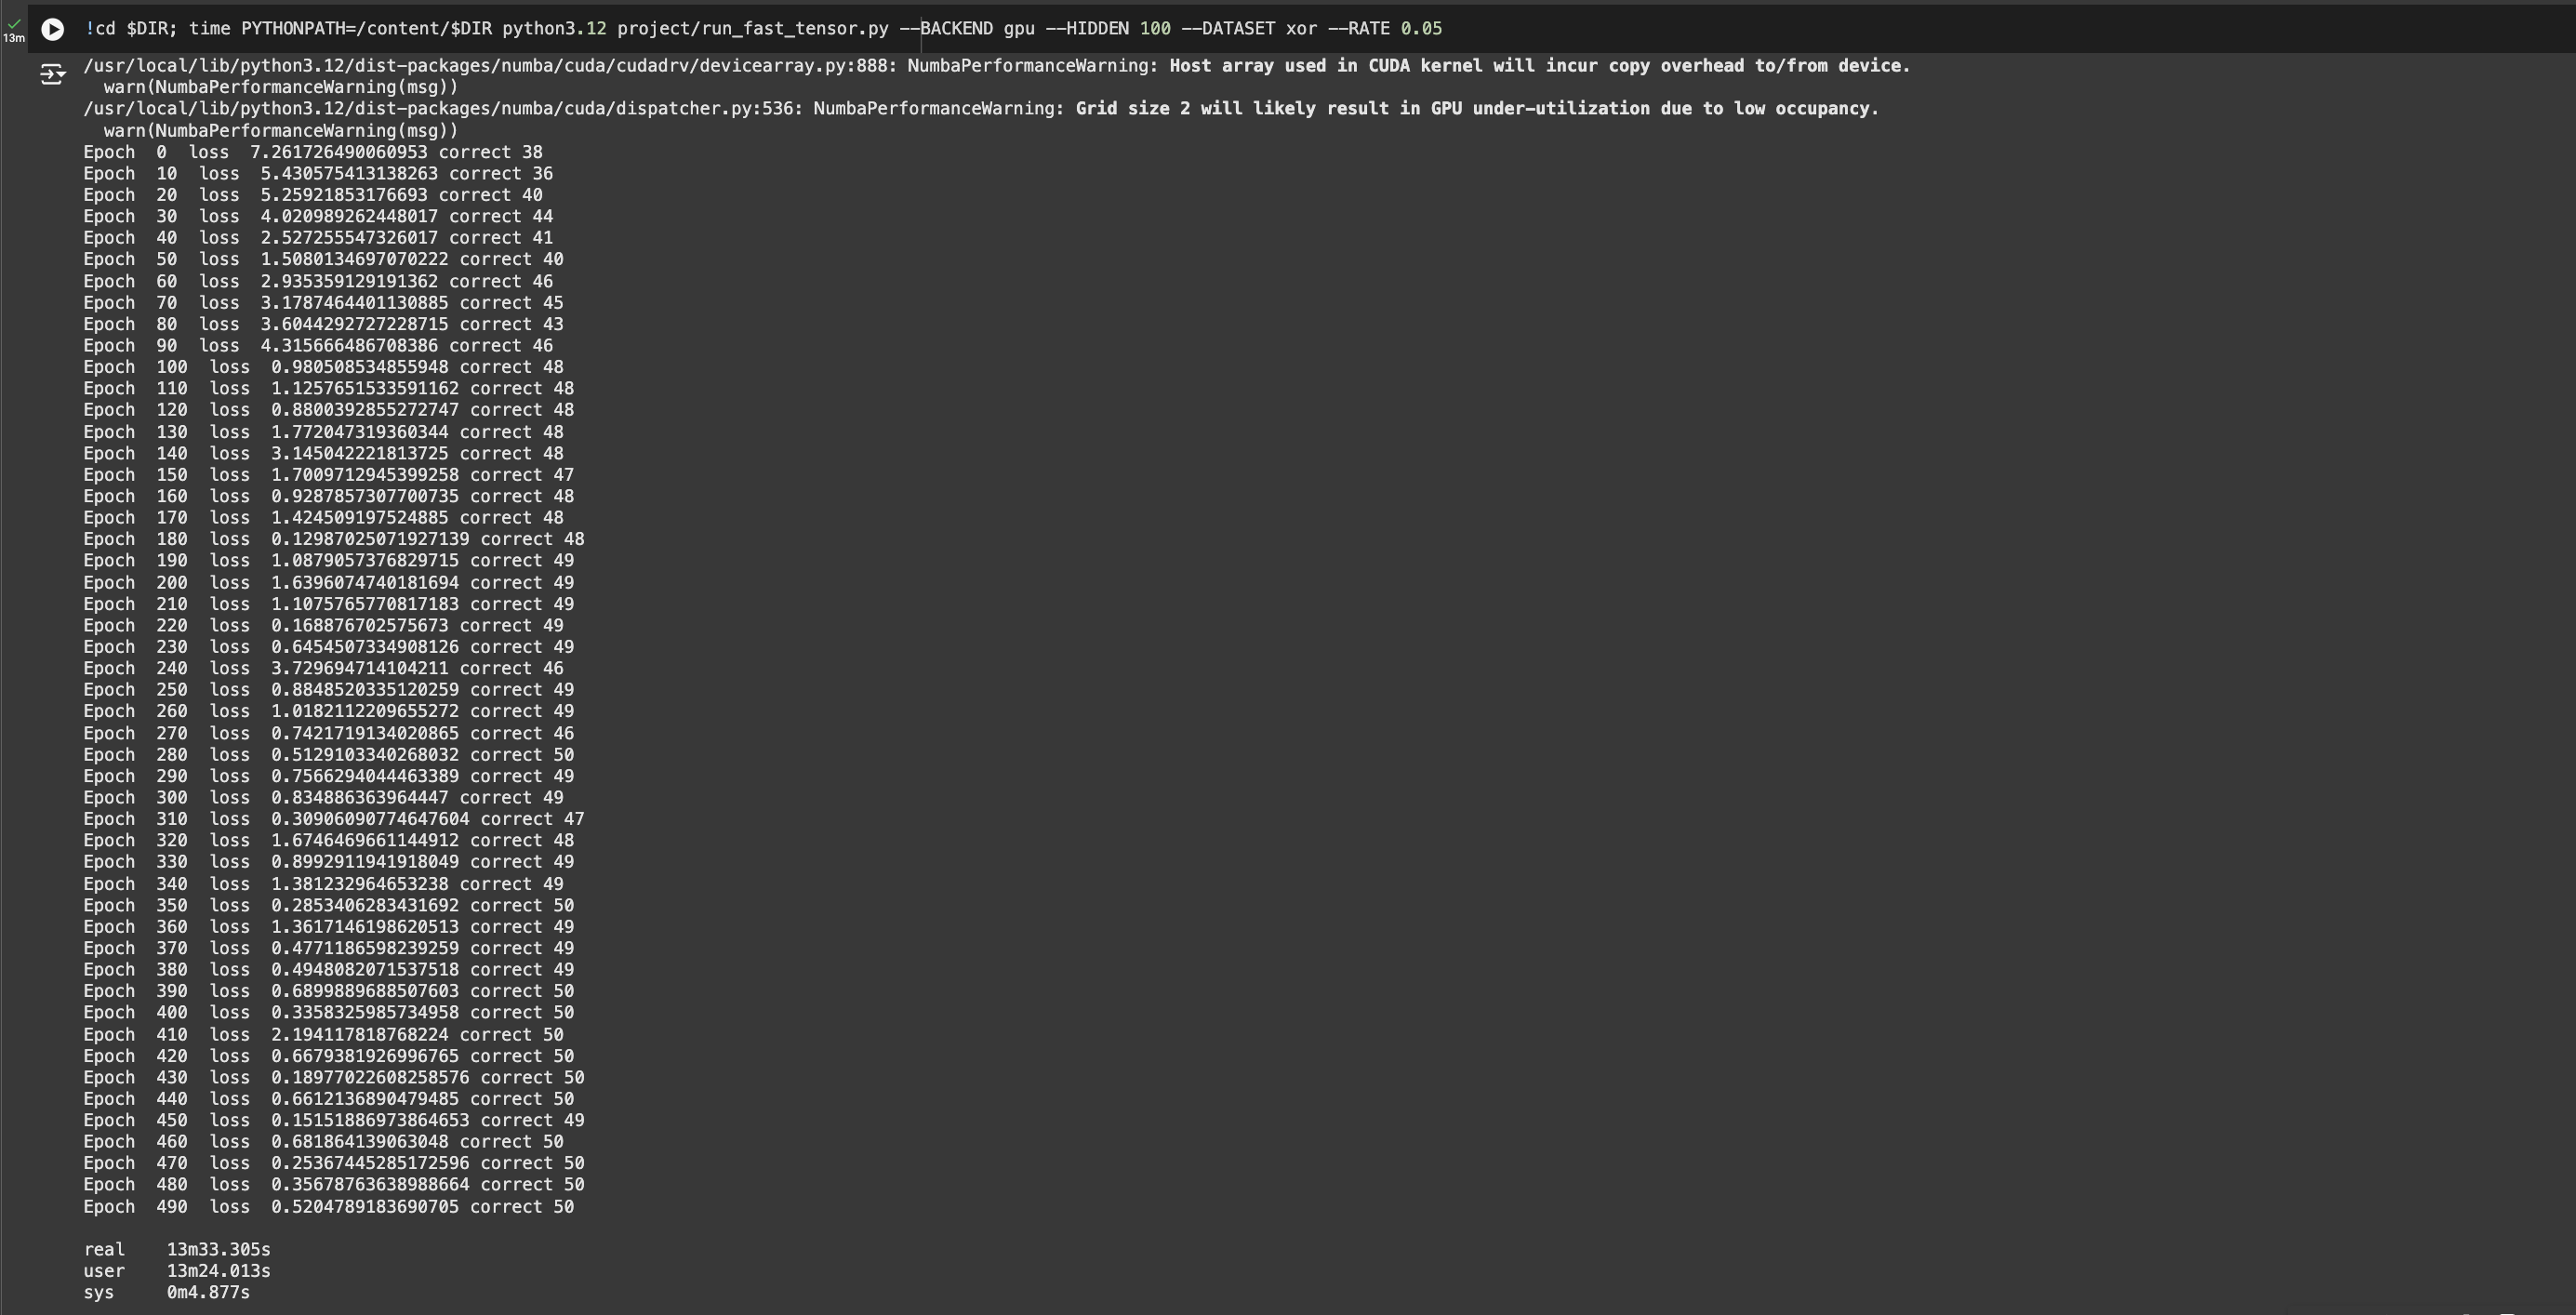 13m
!cd $DIR; time PYTHONPATH=/content/$DIR python3.12 project/run_fast_tensor.py --BACKEND gpu --HIDDEN 100 --DATASET xor --RATE 0.05
/usr/local/lib/python3.12/dist-packages/numba/cuda/cudadrv/devicearray.py:888: NumbaPerformanceWarning: Host array used in CUDA kernel will incur copy overhead to/from device.
  warn(NumbaPerformanceWarning(msg))
/usr/local/lib/python3.12/dist-packages/numba/cuda/dispatcher.py:536: NumbaPerformanceWarning: Grid size 2 will likely result in GPU under-utilization due to low occupancy.
  warn(NumbaPerformanceWarning(msg))
Epoch  0  loss  7.261726490060953 correct 38
Epoch  10  loss  5.430575413138263 correct 36
Epoch  20  loss  5.25921853176693 correct 40
Epoch  30  loss  4.020989262448017 correct 44
Epoch  40  loss  2.527255547326017 correct 41
Epoch  50  loss  1.5080134697070222 correct 40
Epoch  60  loss  2.935359129191362 correct 46
Epoch  70  loss  3.1787464401130885 correct 45
Epoch  80  loss  3.6044292727228715 correct 43
Epoch  90  loss  4.315666486708386 correct 46
Epoch  100  loss  0.980508534855948 correct 48
Epoch  110  loss  1.1257651533591162 correct 48
Epoch  120  loss  0.8800392855272747 correct 48
Epoch  130  loss  1.772047319360344 correct 48
Epoch  140  loss  3.145042221813725 correct 48
Epoch  150  loss  1.7009712945399258 correct 47
Epoch  160  loss  0.9287857307700735 correct 48
Epoch  170  loss  1.424509197524885 correct 48
Epoch  180  loss  0.12987025071927139 correct 48
Epoch  190  loss  1.0879057376829715 correct 49
Epoch  200  loss  1.6396074740181694 correct 49
Epoch  210  loss  1.1075765770817183 correct 49
Epoch  220  loss  0.168876702575673 correct 49
Epoch  230  loss  0.6454507334908126 correct 49
Epoch  240  loss  3.729694714104211 correct 46
Epoch  250  loss  0.8848520335120259 correct 49
Epoch  260  loss  1.0182112209655272 correct 49
Epoch  270  loss  0.7421719134020865 correct 46
Epoch  280  loss  0.5129103340268032 correct 50
Epoch  290  loss  0.7566294044463389 correct 49
Epoch  300  loss  0.834886363964447 correct 49
Epoch  310  loss  0.30906090774647604 correct 47
Epoch  320  loss  1.6746469661144912 correct 48
Epoch  330  loss  0.8992911941918049 correct 49
Epoch  340  loss  1.381232964653238 correct 49
Epoch  350  loss  0.2853406283431692 correct 50
Epoch  360  loss  1.3617146198620513 correct 49
Epoch  370  loss  0.4771186598239259 correct 49
Epoch  380  loss  0.4948082071537518 correct 49
Epoch  390  loss  0.6899889688507603 correct 50
Epoch  400  loss  0.3358325985734958 correct 50
Epoch  410  loss  2.194117818768224 correct 50
Epoch  420  loss  0.6679381926996765 correct 50
Epoch  430  loss  0.18977022608258576 correct 50
Epoch  440  loss  0.6612136890479485 correct 50
Epoch  450  loss  0.15151886973864653 correct 49
Epoch  460  loss  0.681864139063048 correct 50
Epoch  470  loss  0.25367445285172596 correct 50
Epoch  480  loss  0.35678763638988664 correct 50
Epoch  490  loss  0.5204789183690705 correct 50
real    13m33.305s
user    13m24.013s
sys     0m4.877s